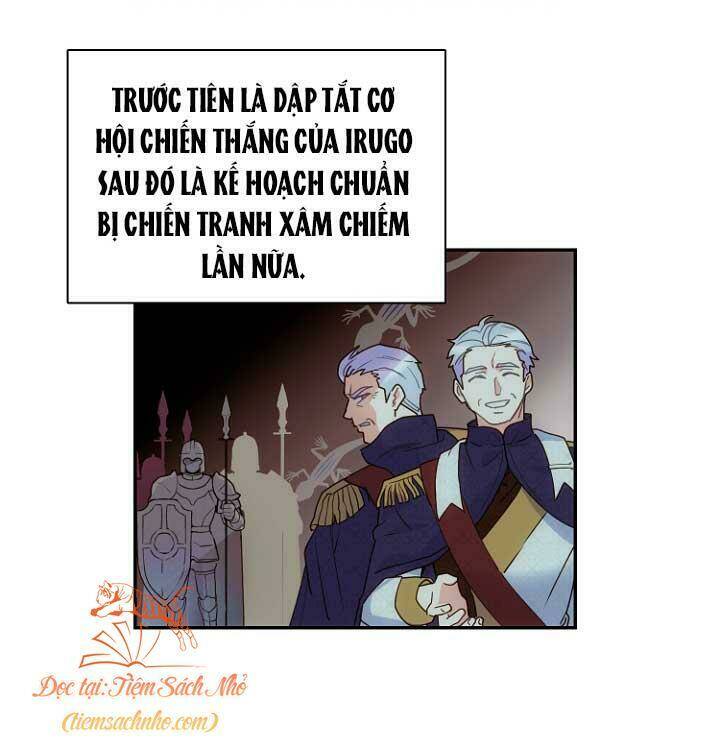 TRƯỚC TIÊN LÀ DẬP TẮT CƠ
HỘI CHIẾN THẮNG CỦA IRUGO
SAU ĐÓ LÀ KẾ HOẠCH CHUẨN
BỊ CHIẾN TRANH XÂM CHIẾM
LẦN NỮA.
Đọc tại: Tiệm Sách Nhỏ
(tiemsachnho.com)